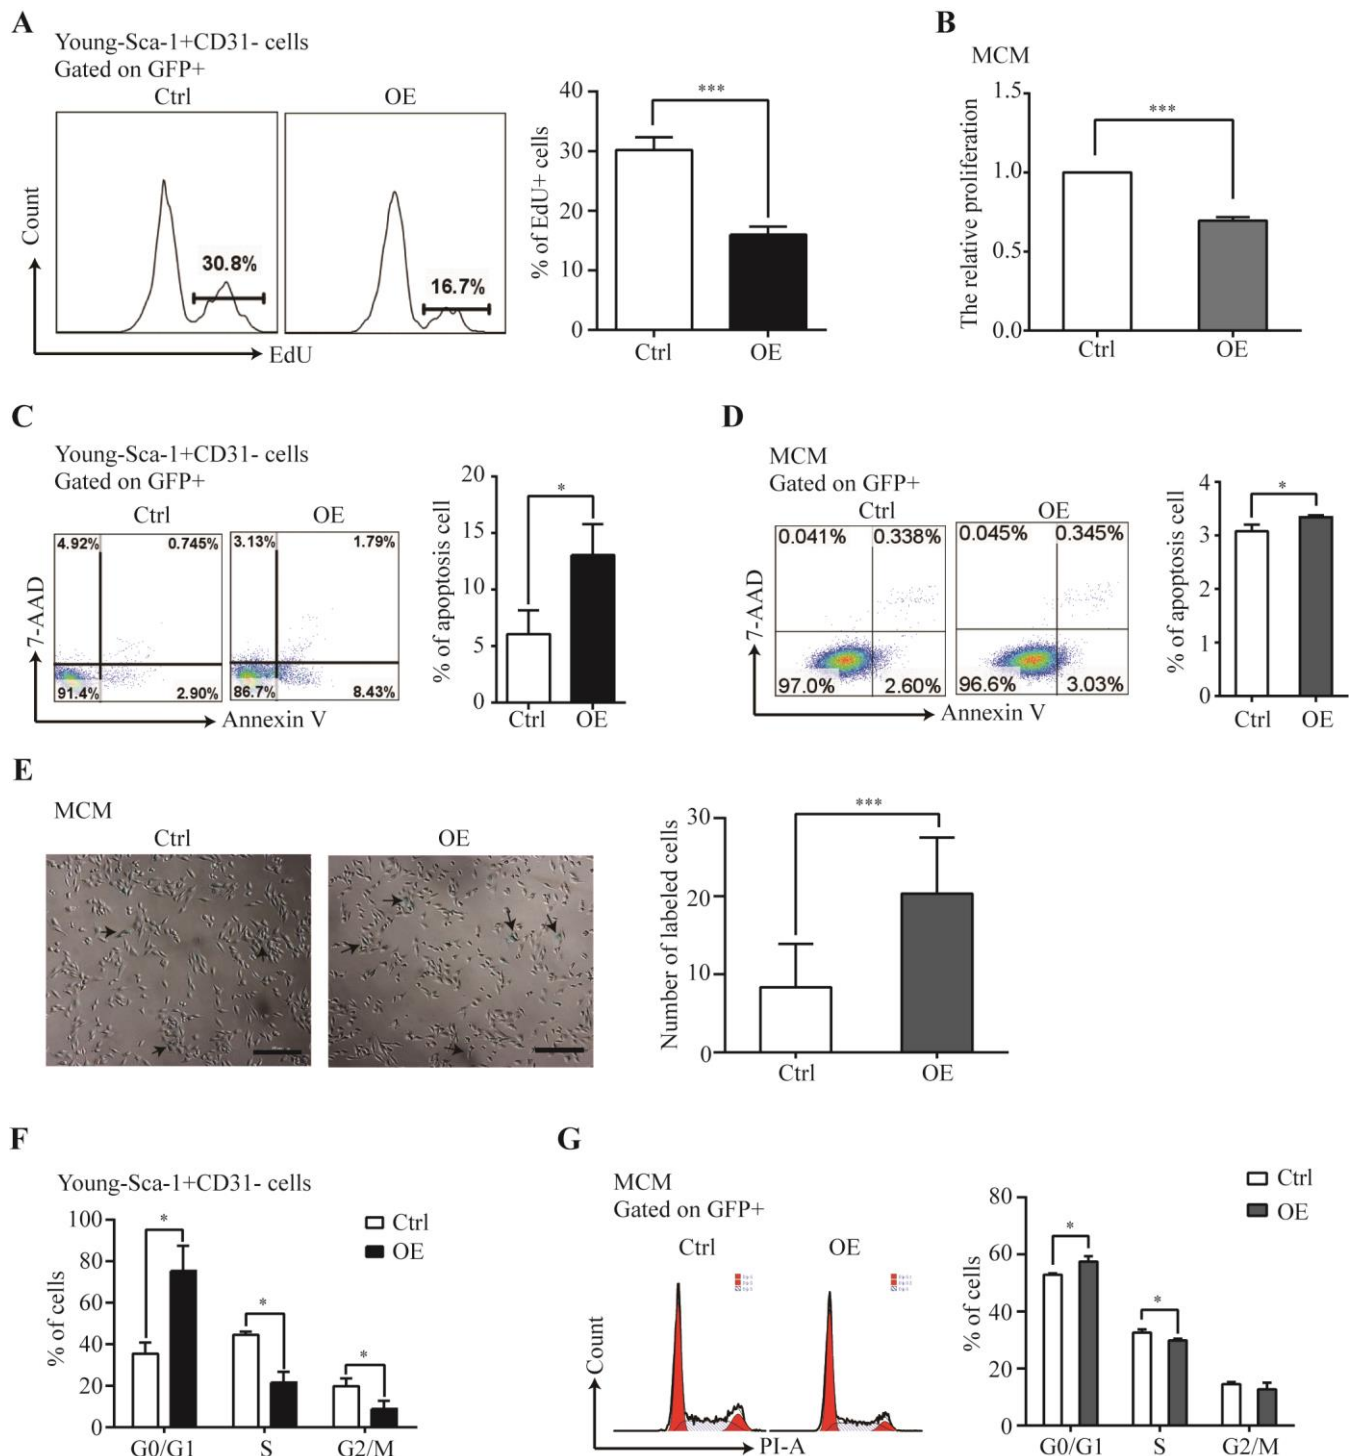 A
Young-Sca-1+CD31- cells
Gated on GFP+
Ctrl
OE
Count
30.8%
16.7%
EdU
% of EdU+ cells
40
30
20
10
0
***
Ctrl
OE
B
MCM
The relative proliferation
1.5
1.0
0.5
0.0
***
Ctrl
OE
C
Young-Sca-1+CD31- cells
Gated on GFP+
Ctrl
OE
7-AAD
4.92%
0.745%
91.4%
2.90%
3.13%
1.79%
86.7%
8.43%
Annexin V
% of apoptosis cell
20
15
10
5
0
*
Ctrl
OE
D
MCM
Gated on GFP+
Ctrl
OE
7-AAD
0.041%
0.338%
97.0%
2.60%
0.045%
0.345%
96.6%
3.03%
Annexin V
% of apoptosis cell
4
3
2
1
0
*
Ctrl
OE
E
MCM
Ctrl
OE
Number of labeled cells
30
20
10
0
***
Ctrl
OE
F
Young-Sca-1+CD31- cells
% of cells
100
80
60
40
20
0
*
*
*
Ctrl
OE
G0/G1
S
G2/M
G
MCM
Gated on GFP+
Ctrl
OE
Count
PI-A
% of cells
80
60
40
20
0
*
*
Ctrl
OE
G0/G1
S
G2/M